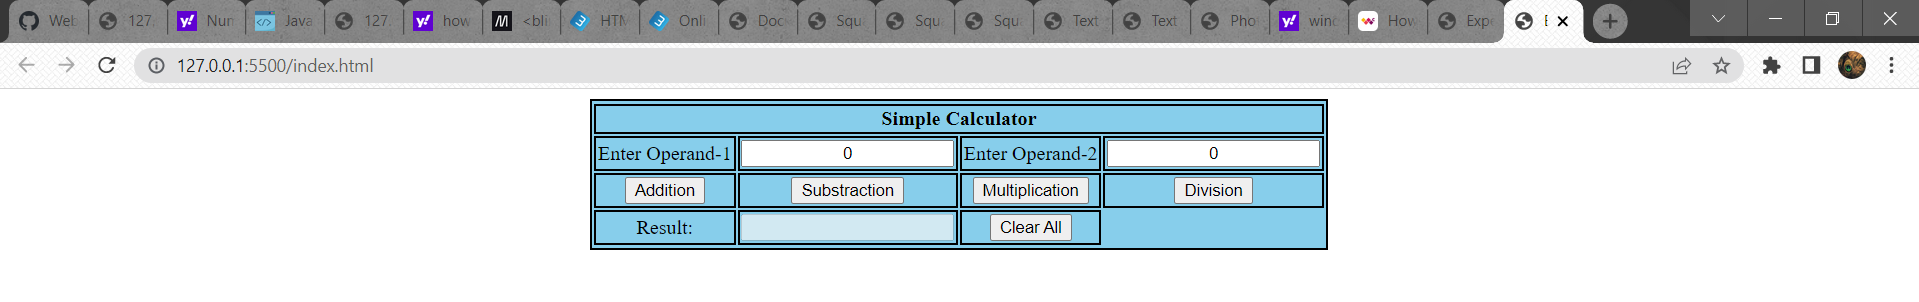 Web 127. Num Java 127. how <bli HTM Onli Doc Squ Squ Squ Text Text Pho wind How Expe E
127.0.0.1:5500/index.html
Simple Calculator
Enter Operand-1 0 Enter Operand-2 0
Addition Substraction Multiplication Division
Result: Clear All